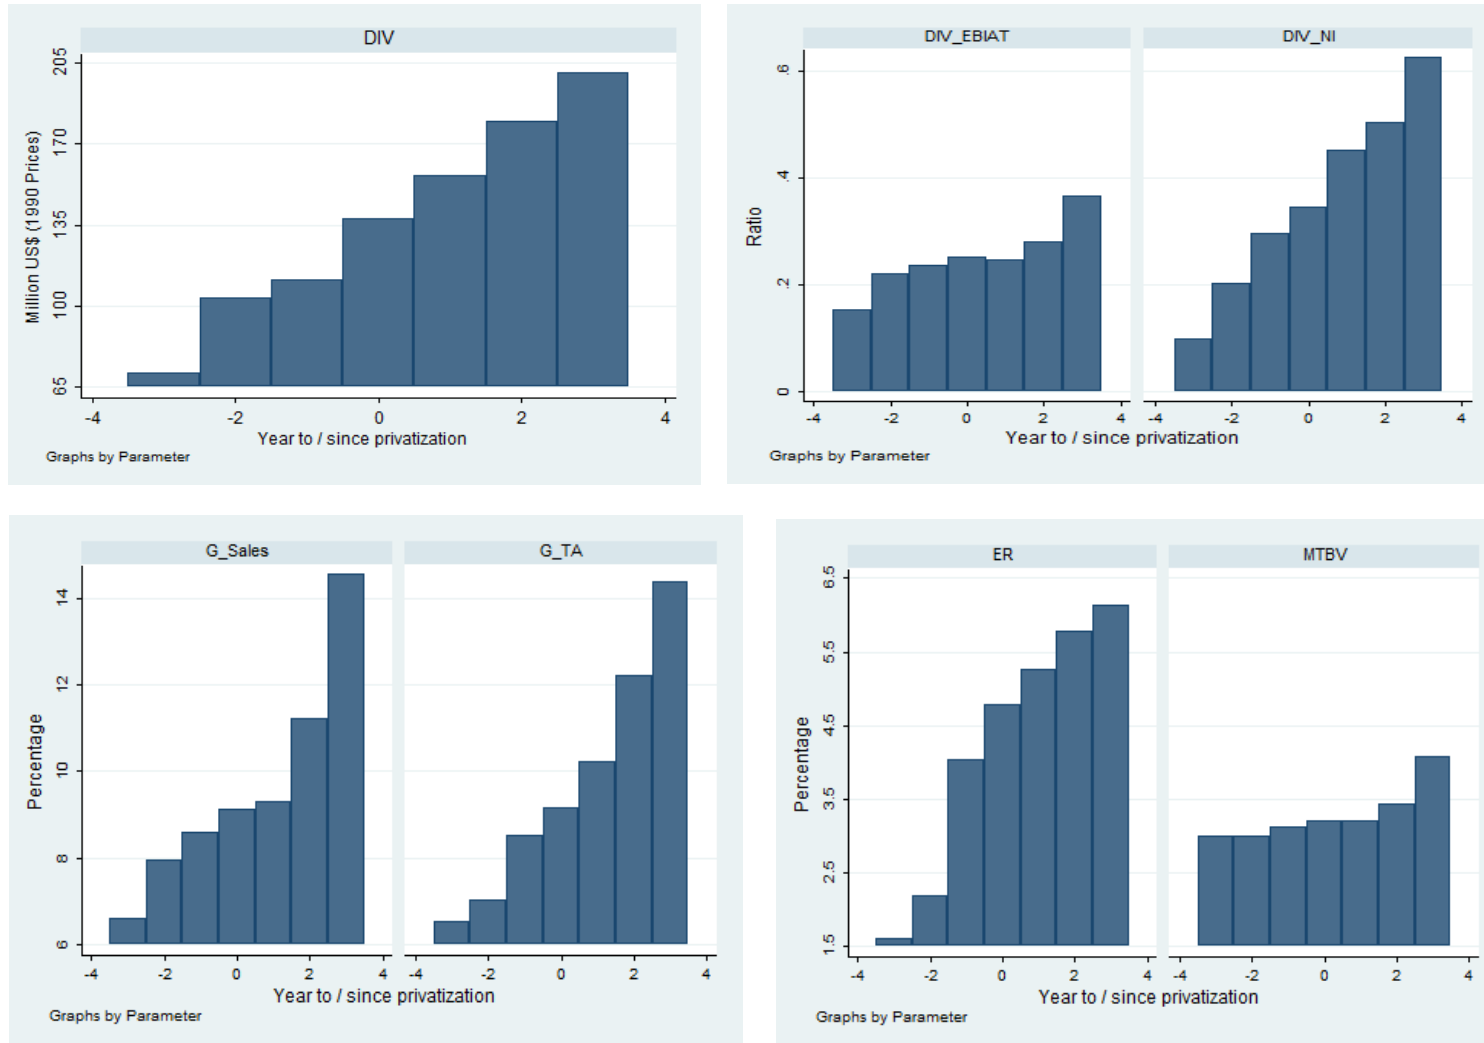 DIV
Million US$ (1990 Prices)
205
170
135
100
65
-4 -2 0 2 4
Year to / since privatization
Graphs by Parameter
DIV_EBIAT DIV_NI
Ratio
.6
.4
.2
0
-4 -2 0 2 4 -4 -2 0 2 4
Year to / since privatization
Graphs by Parameter
G_Sales G_TA
Percentage
14
12
10
8
6
-4 -2 0 2 4 -4 -2 0 2 4
Year to / since privatization
Graphs by Parameter
ER MTBV
Percentage
6.5
5.5
4.5
3.5
2.5
1.5
-4 -2 0 2 4 -4 -2 0 2 4
Year to / since privatization
Graphs by Parameter